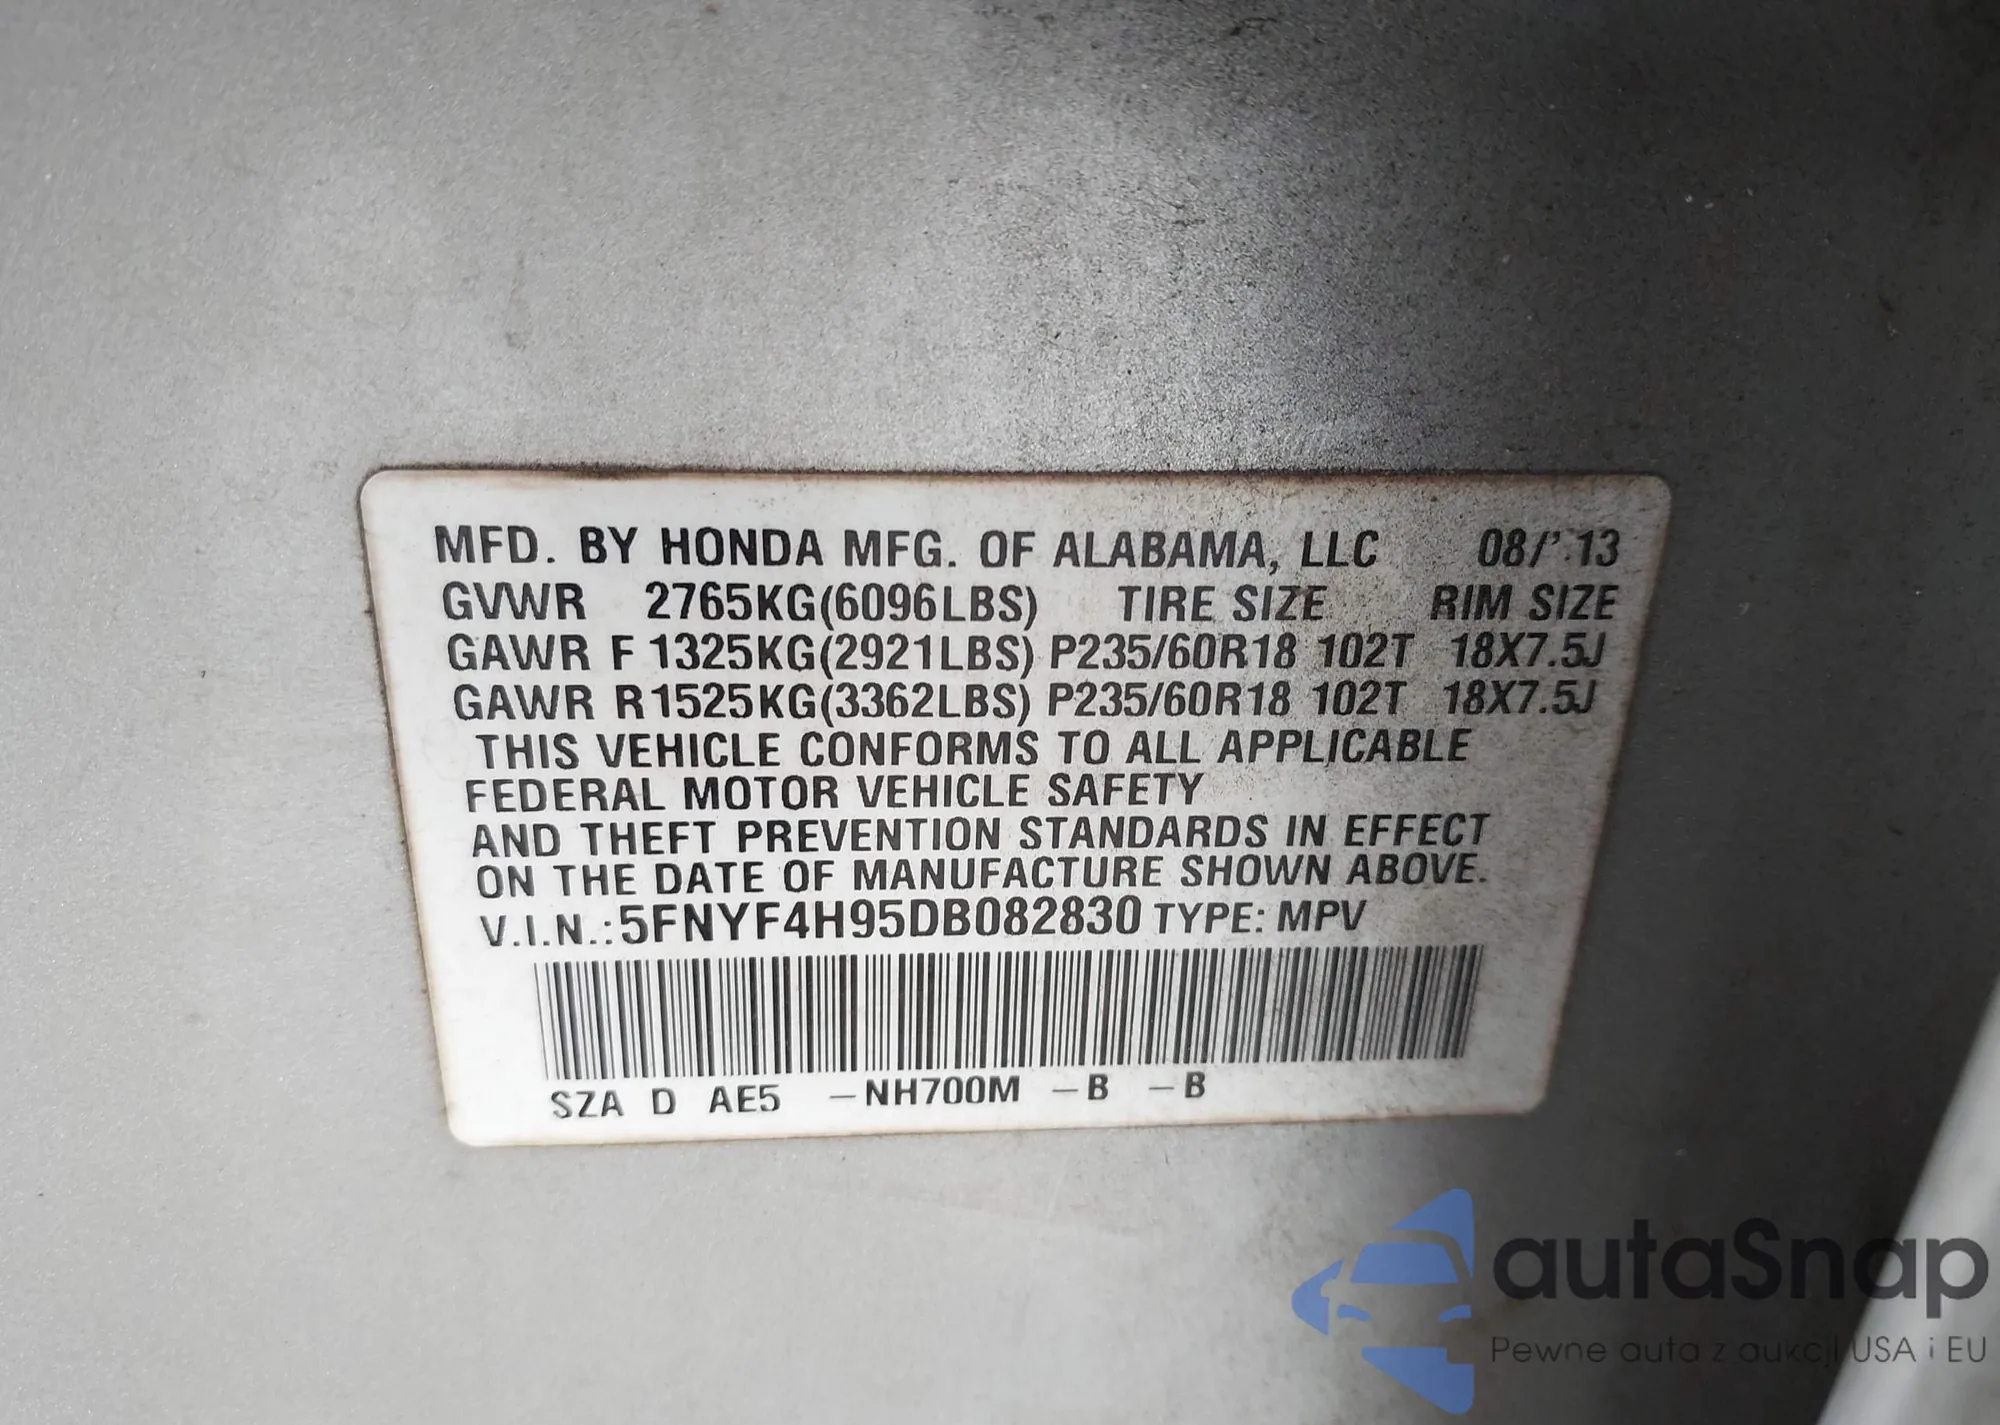 MFD. BY HONDA MFG. OF ALABAMA, LLC 08/'13
GVWR 2765KG(6096LBS) TIRE SIZE RIM SIZE
GAWR F 1325KG(2921LBS) P235/60R18 102T 18X7.5J
GAWR R 1525KG(3362LBS) P235/60R18 102T 18X7.5J
THIS VEHICLE CONFORMS TO ALL APPLICABLE
FEDERAL MOTOR VEHICLE SAFETY
AND THEFT PREVENTION STANDARDS IN EFFECT
ON THE DATE OF MANUFACTURE SHOWN ABOVE.
V.I.N.:5FNYF4H95DB082830 TYPE: MPV
SZA D AE5 –NH700M –B –B
autaSnap
Pewne auta z aukcji USA i EU